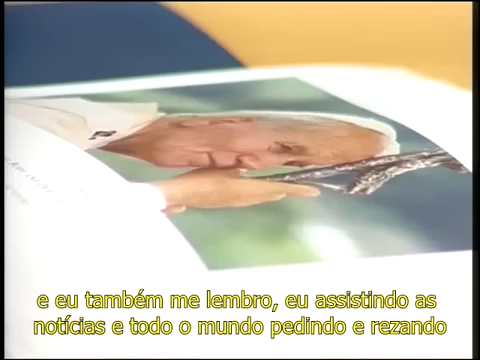 e eu também me lembro, eu assistindo as
notícias e todo o mundo pedindo e rezando